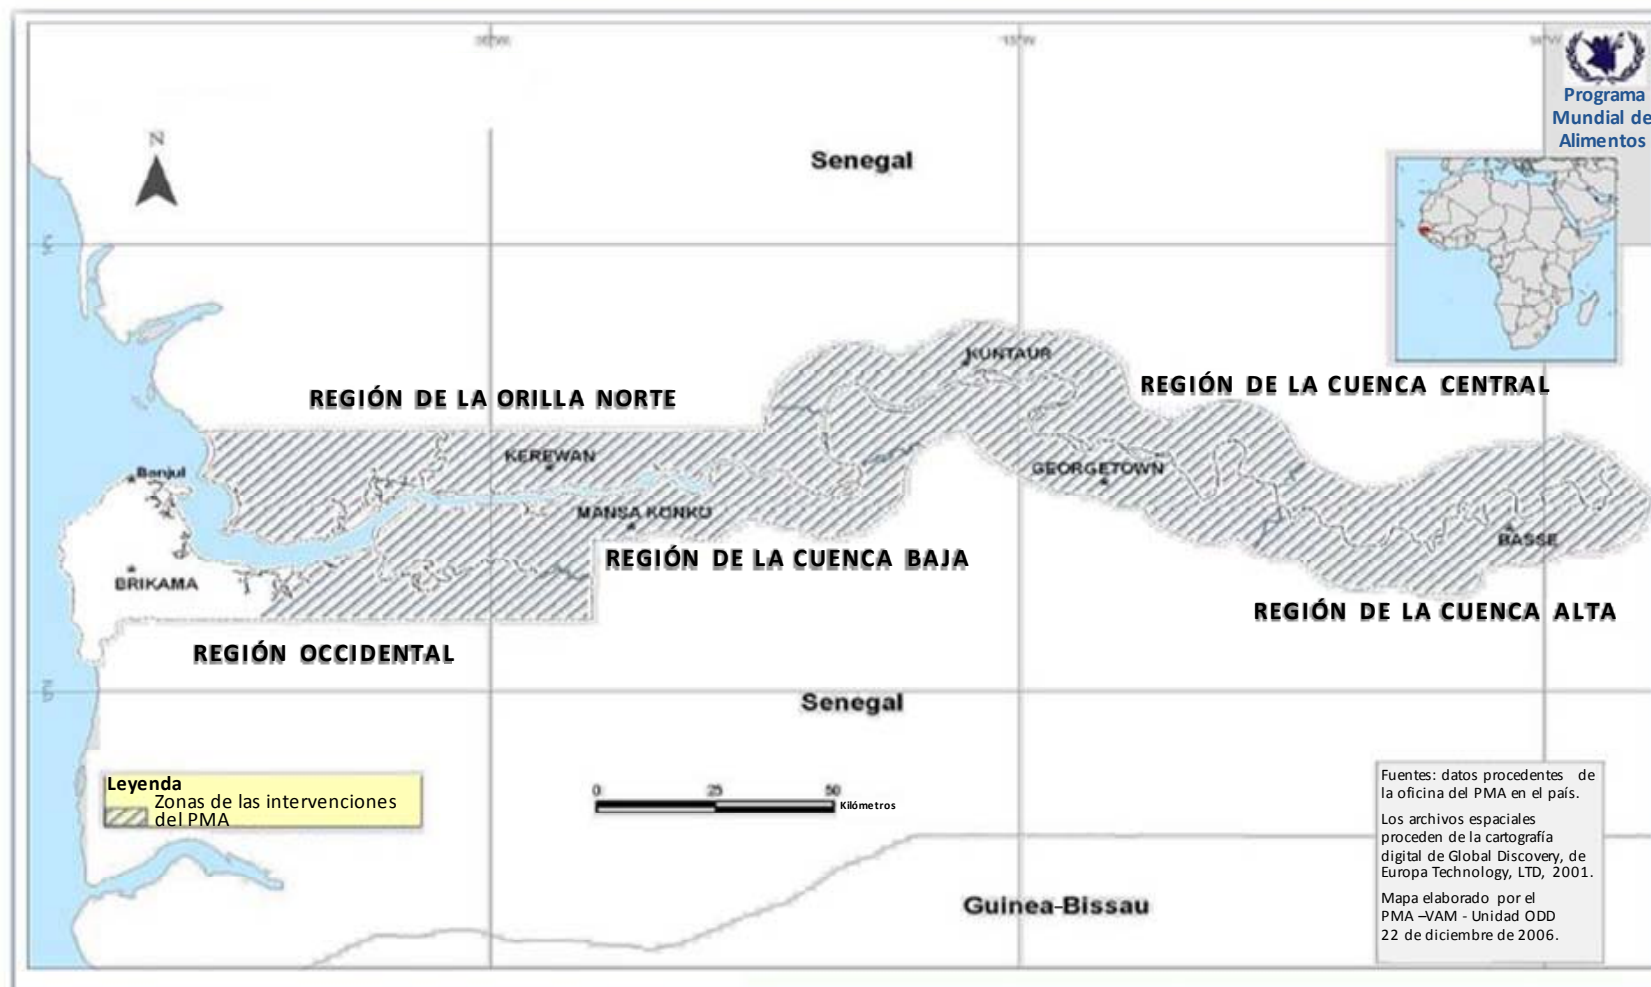 N
Programa
Mundial de
Alimentos
Senegal
KUNTAUR
REGIÓN DE LA CUENCA CENTRAL
REGIÓN DE LA ORILLA NORTE
KEREWAN
GEORGETOWN
Banjul
MANSA KONKO
BASSE
REGIÓN DE LA CUENCA BAJA
BRIKAMA
REGIÓN DE LA CUENCA ALTA
REGIÓN OCCIDENTAL
Senegal
Leyenda
Zonas de las intervenciones
del PMA
0 25 50
Kilómetros
Fuentes: datos procedentes de
la oficina del PMA en el país.
Los archivos espaciales
proceden de la cartografía
digital de Global Discovery, de
Europa Technology, LTD, 2001.
Mapa elaborado por el
PMA –VAM - Unidad ODD
22 de diciembre de 2006.
Guinea-Bissau